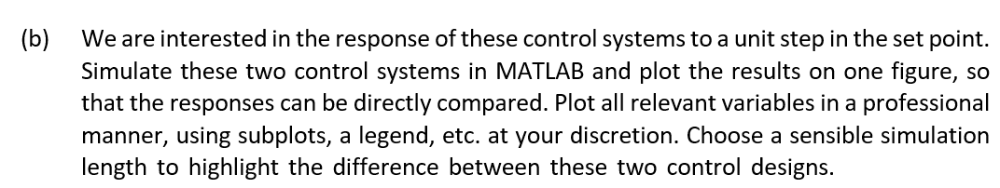 (b) We are interested in the response of these control systems to a unit step in the set point.
Simulate these two control systems in MATLAB and plot the results on one figure, so
that the responses can be directly compared. Plot all relevant variables in a professional
manner, using subplots, a legend, etc. at your discretion. Choose a sensible simulation
length to highlight the difference between these two control designs.